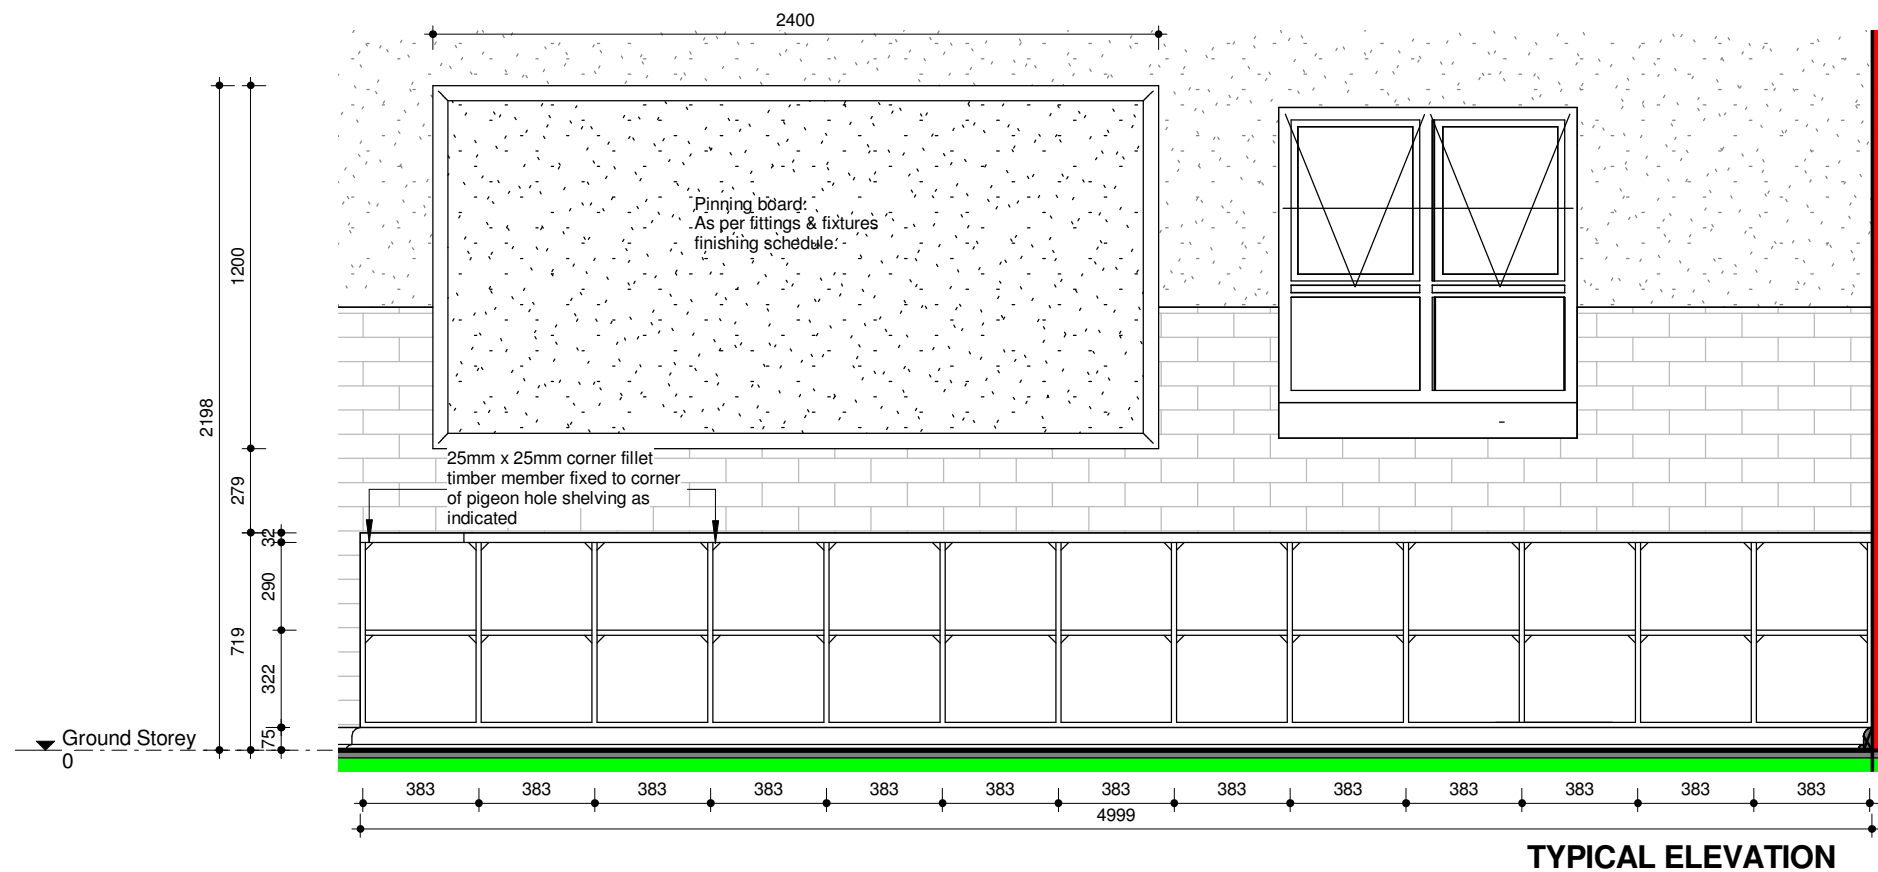 2400
Pinning board.
As per fittings & fixtures
finishing schedule.
1200
2198
25mm x 25mm corner fillet
timber member fixed to corner
of pigeon hole shelving as
indicated
279
32
290
719
322
75
Ground Storey
0
383 383 383 383 383 383 383 383 383 383 383 383 383
4999
TYPICAL ELEVATION